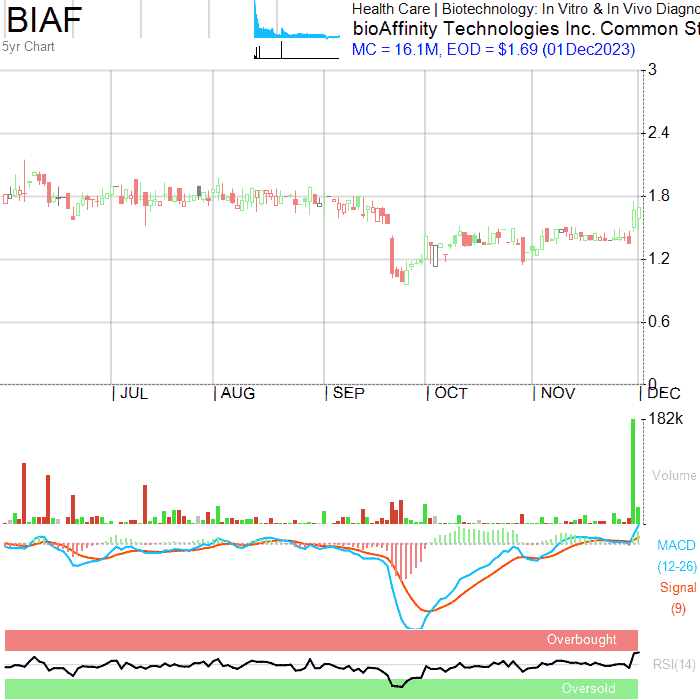 BIAF
5yr Chart
Health Care | Biotechnology: In Vitro & In Vivo Diagno
bioAffinity Technologies Inc. Common St
MC = 16.1M, EOD = $1.69 (01Dec2023)
3
2.4
1.8
1.2
0.6
0
| JUL | AUG | SEP | OCT | NOV | DEC
182k
Volume
MACD
(12-26)
Signal
(9)
Overbought
RSI(14)
Oversold